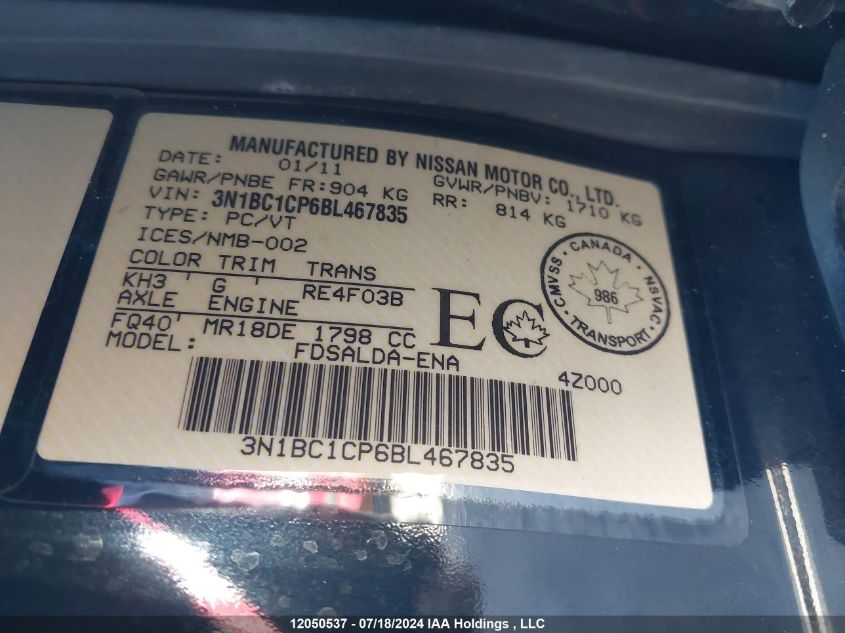 MANUFACTURED BY NISSAN MOTOR CO., LTD.
DATE: 01/11
GVWR/PNBV: 1710 KG
GAWR/PNBE FR: 904 KG RR: 814 KG
VIN: 3N1BC1CP6BL467835
TYPE: PC/VT
ICES/NMB-002
COLOR TRIM TRANS
KH3 G RE4F03B
AXLE ENGINE
FQ40 MR18DE 1798 CC
MODEL: FDSALDA-ENA
EC
CANADA
CMVSS NSVAC
986
TRANSPORT
4Z000
3N1BC1CP6BL467835
12050537 - 07/18/2024 IAA Holdings , LLC